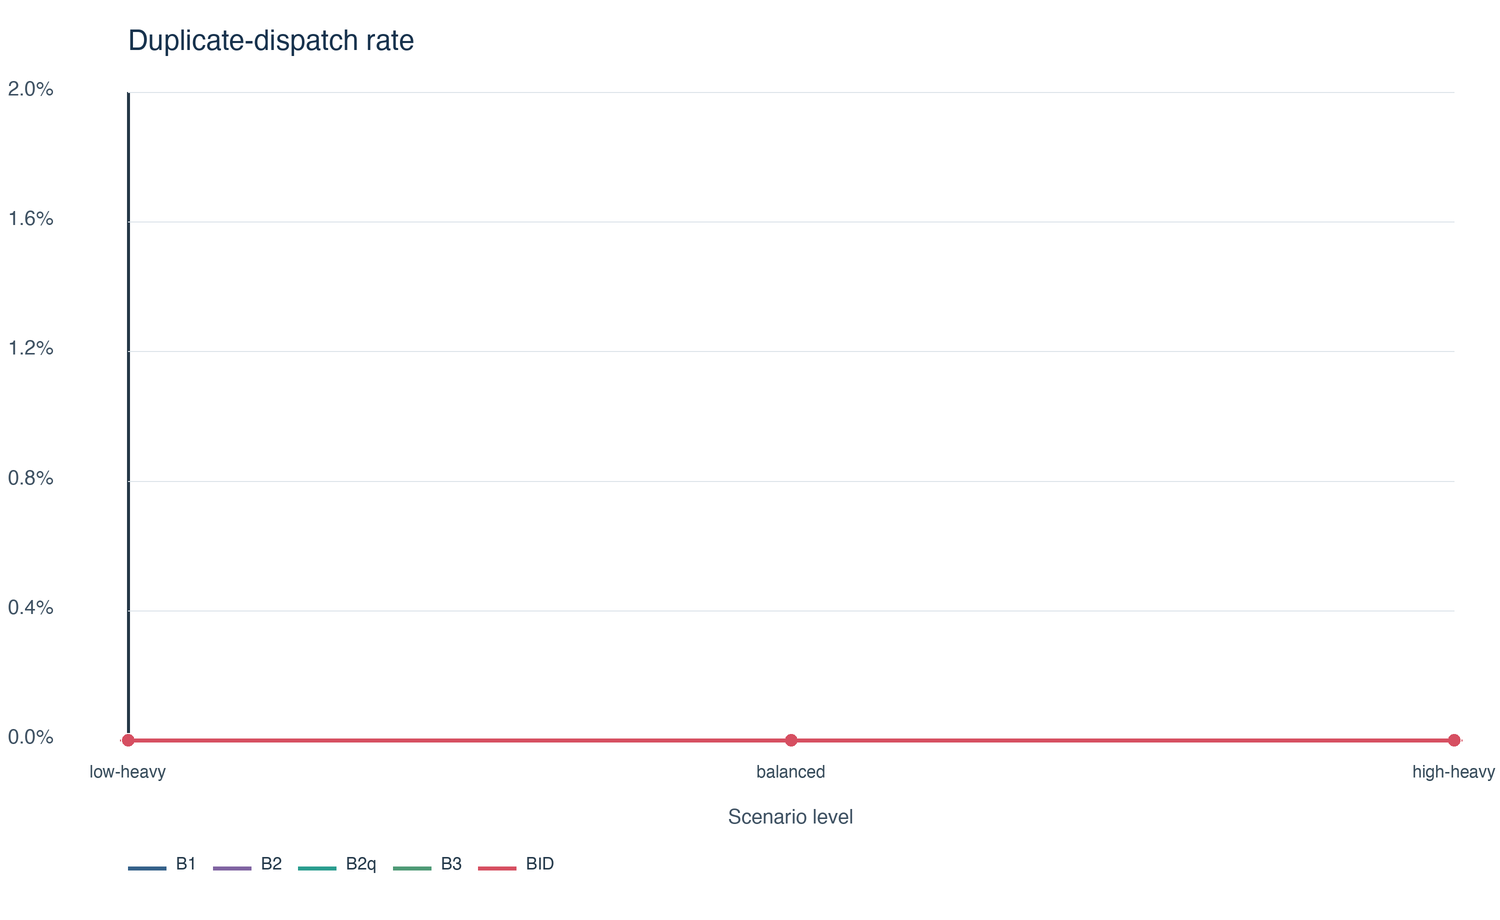 Duplicate-dispatch rate
2.0%
1.6%
1.2%
0.8%
0.4%
0.0%
low-heavy balanced high-heavy
Scenario level
B1 B2 B2q B3 BID